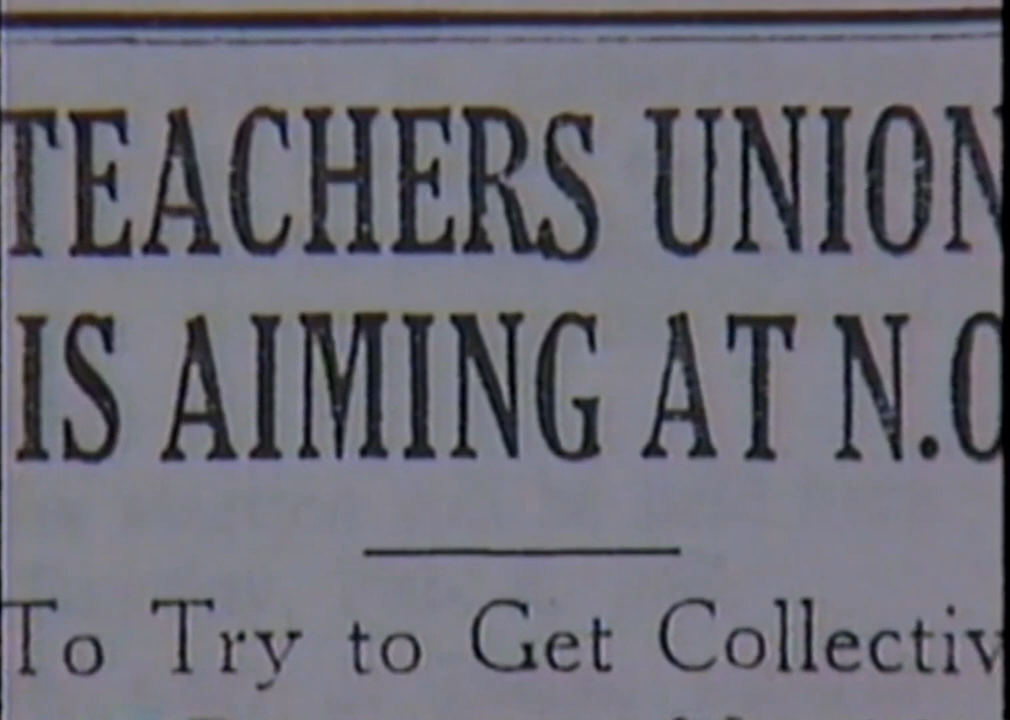 TEACHERS UNION
IS AIMING AT N.O
To Try to Get Collectiv